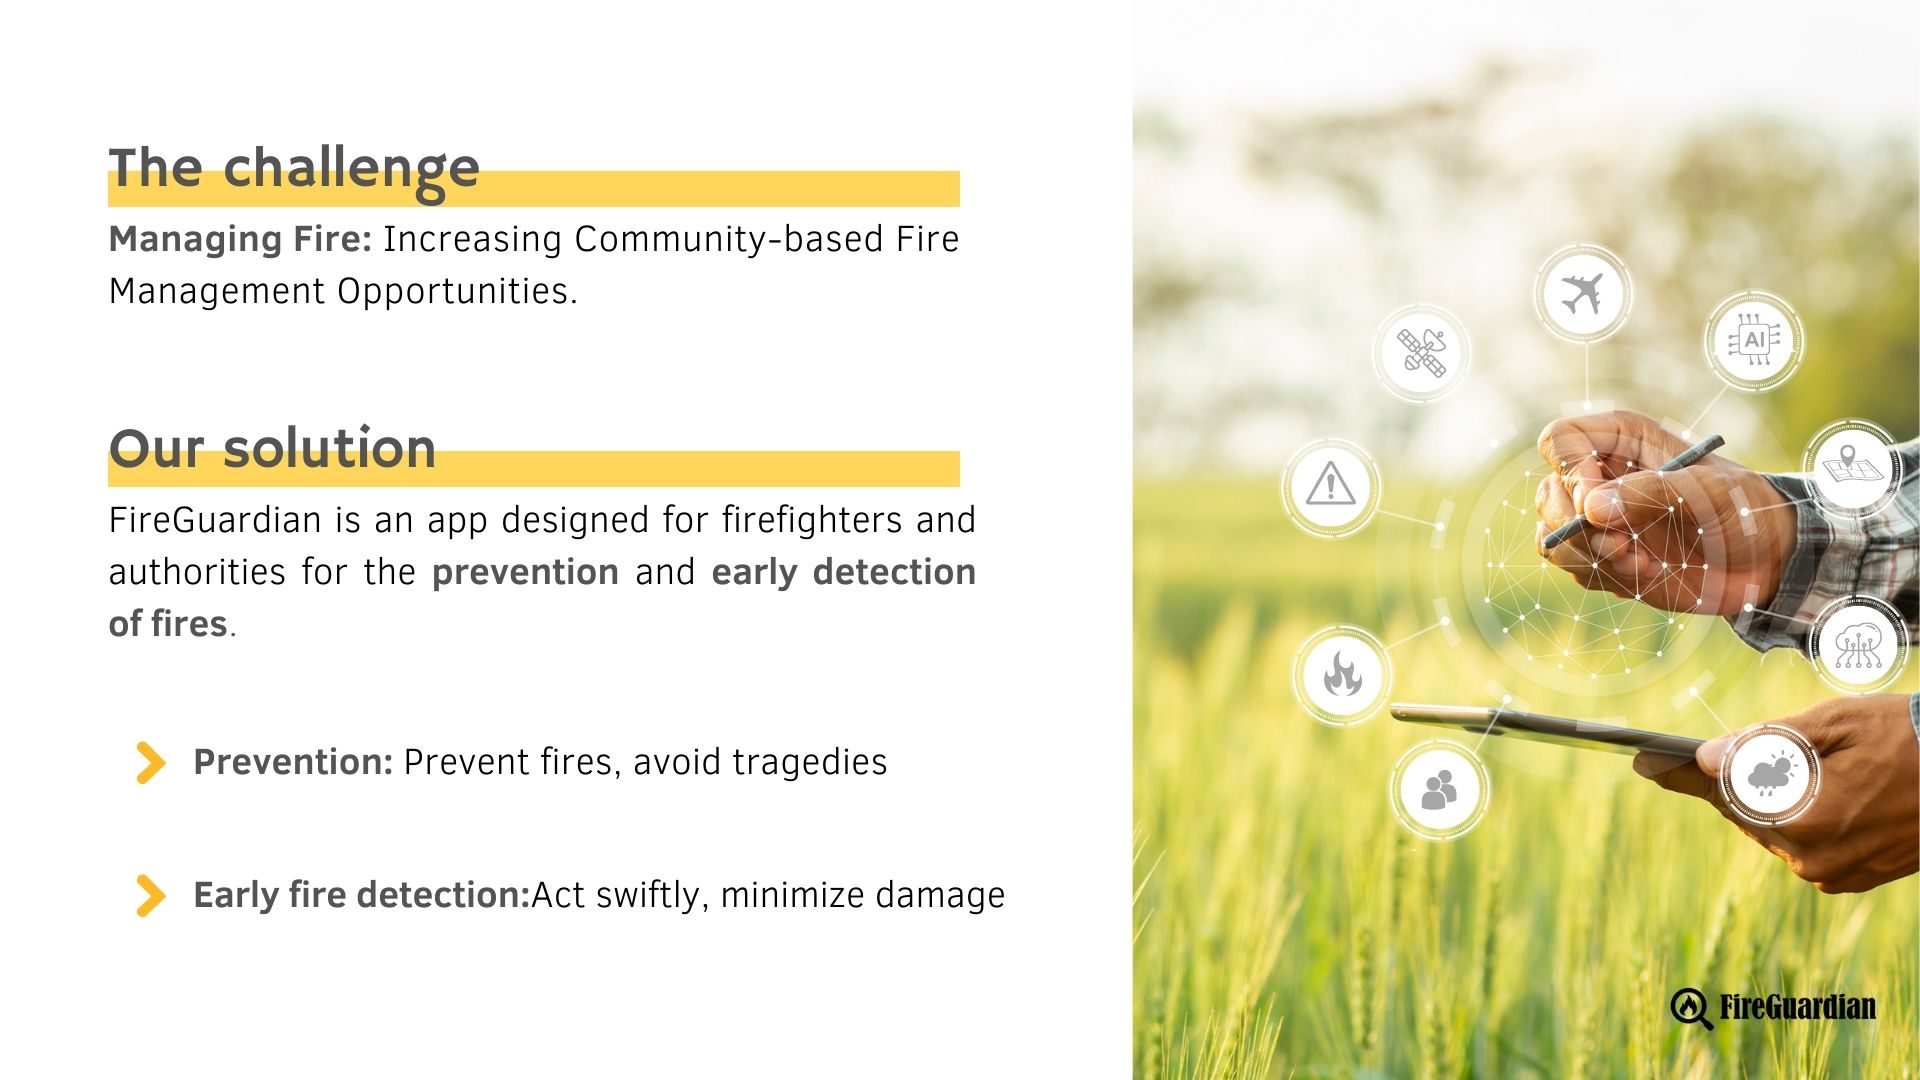 The challenge
Managing Fire: Increasing Community-based Fire
Management Opportunities.
Our solution
FireGuardian is an app designed for firefighters and
authorities for the prevention and early detection
of fires.
Prevention: Prevent fires, avoid tragedies
Early fire detection:Act swiftly, minimize damage
AI
FireGuardian